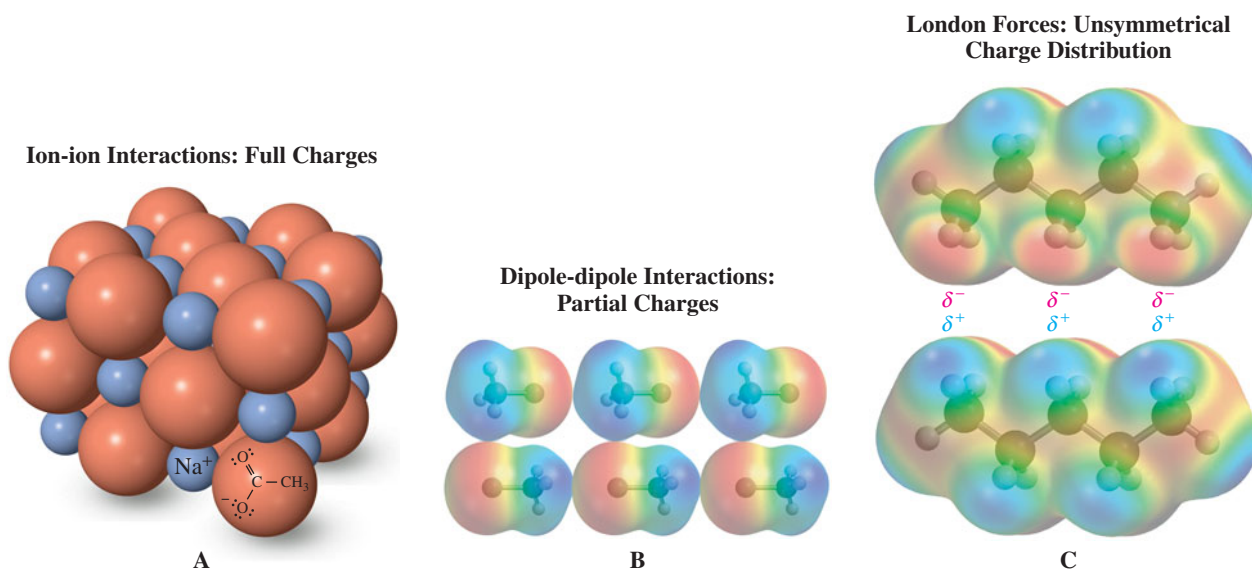 London Forces: Unsymmetrical
Charge Distribution
Ion-ion Interactions: Full Charges
Dipole-dipole Interactions:
Partial Charges
δ⁻ δ⁻ δ⁻
δ⁺ δ⁺ δ⁺
Na⁺
O
C—CH₃
⁻O
A
B
C